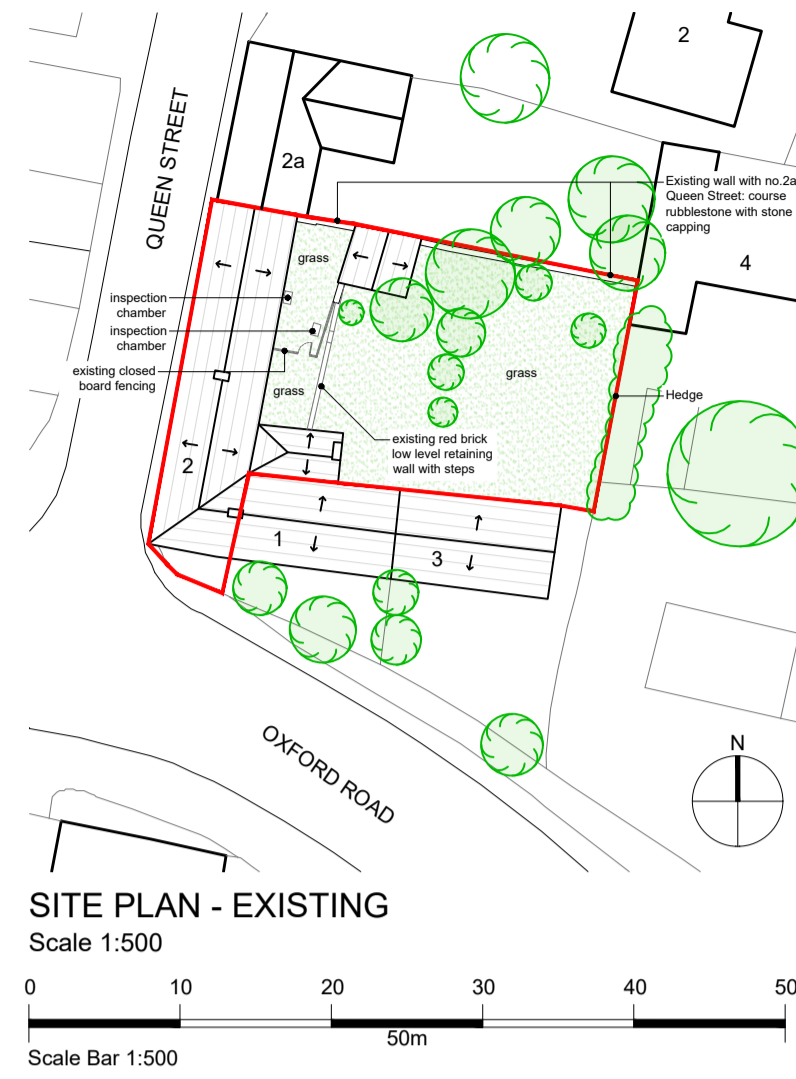 2
QUEEN STREET
2a
Existing wall with no.2a
Queen Street: course
rubblestone with stone
capping
grass
4
inspection
chamber
inspection
chamber
existing closed
board fencing
grass
grass
Hedge
existing red brick
low level retaining
wall with steps
2
1
3
OXFORD ROAD
N
SITE PLAN - EXISTING
Scale 1:500
0 10 20 30 40 50
50m
Scale Bar 1:500